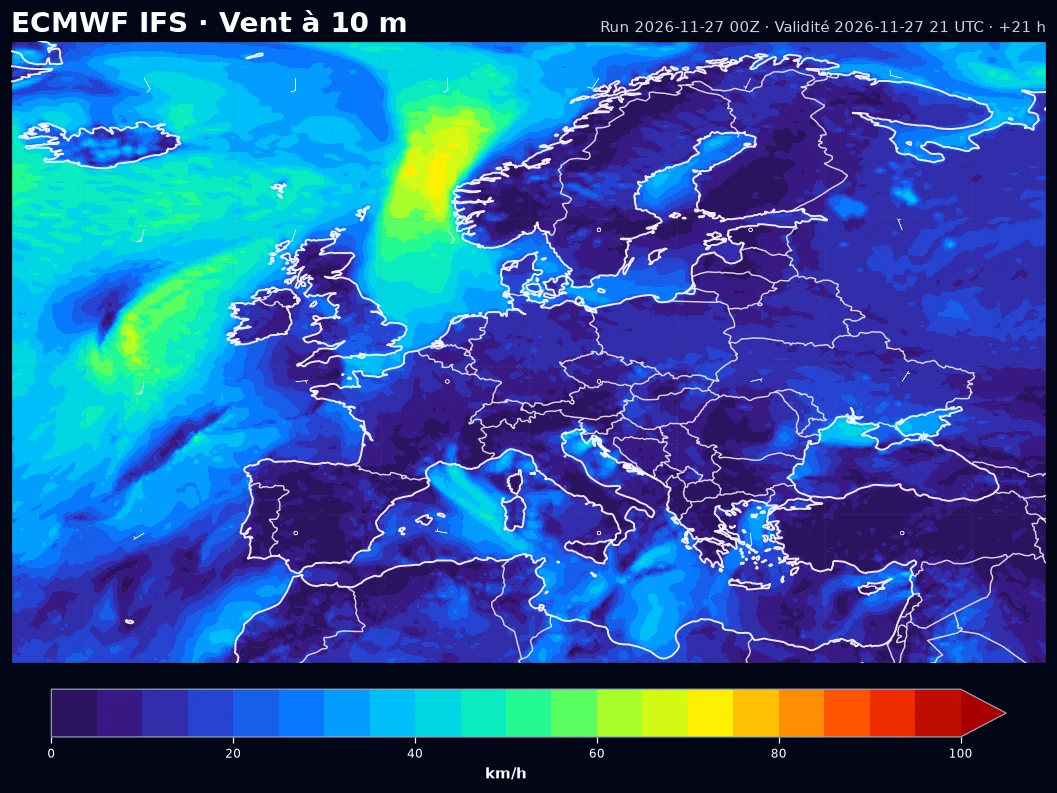 ECMWF IFS · Vent à 10 m
Run 2026-11-27 00Z · Validité 2026-11-27 21 UTC · +21 h
0 20 40 60 80 100
km/h